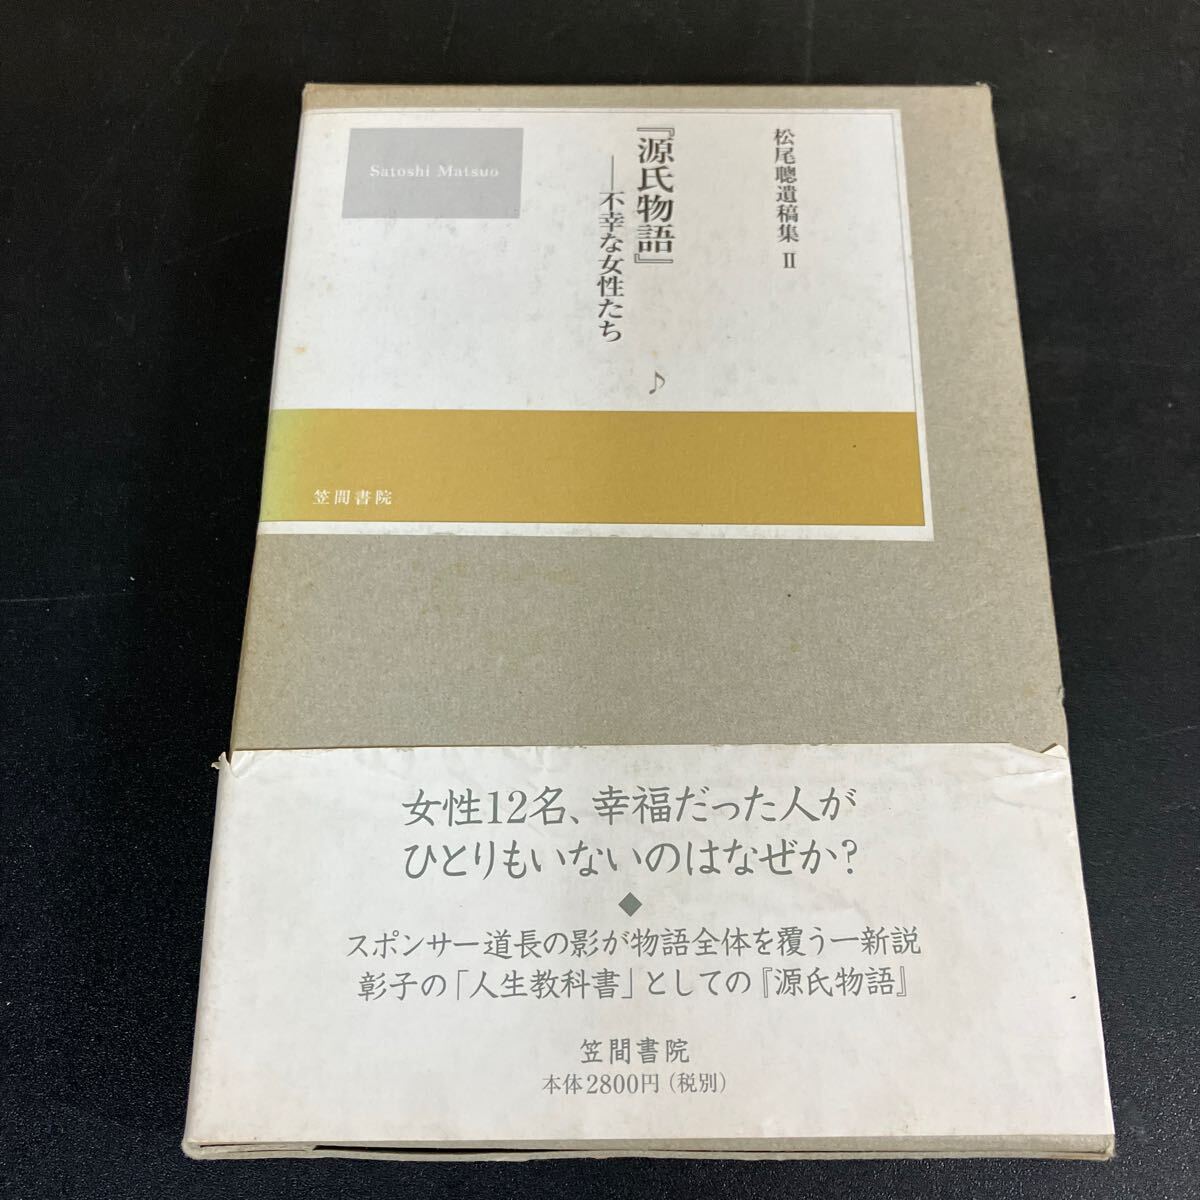 松尾聰遺稿集 II
『源氏物語』
――不幸な女性たち
♪
Satoshi Matsuo
笠間書院
女性12名、幸福だった人が
ひとりもいないのはなぜか?
◆
スポンサー道長の影が物語全体を覆う一新説
彰子の「人生教科書」としての『源氏物語』
笠間書院
本体2800円(税別)